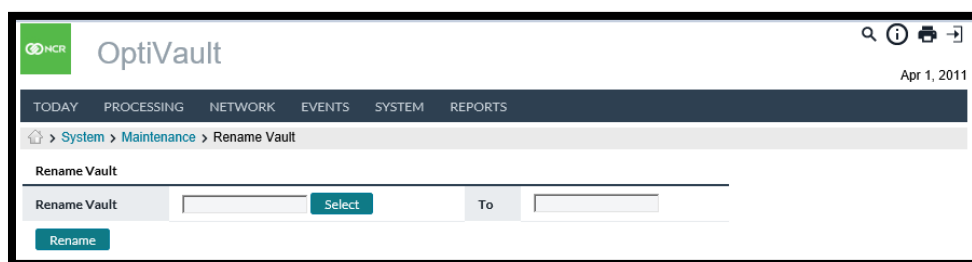 NCR OptiVault
Apr 1, 2011
TODAY PROCESSING NETWORK EVENTS SYSTEM REPORTS
> System > Maintenance > Rename Vault
Rename Vault
Rename Vault Select To
Rename